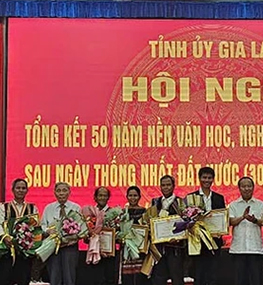 TỈNH ỦY GIA LA
HỘI NG
TỔNG KẾT 50 NĂM NỀN VĂN HỌC, NGH
SAU NGÀY THỐNG NHẤT ĐẤT NƯỚC (30